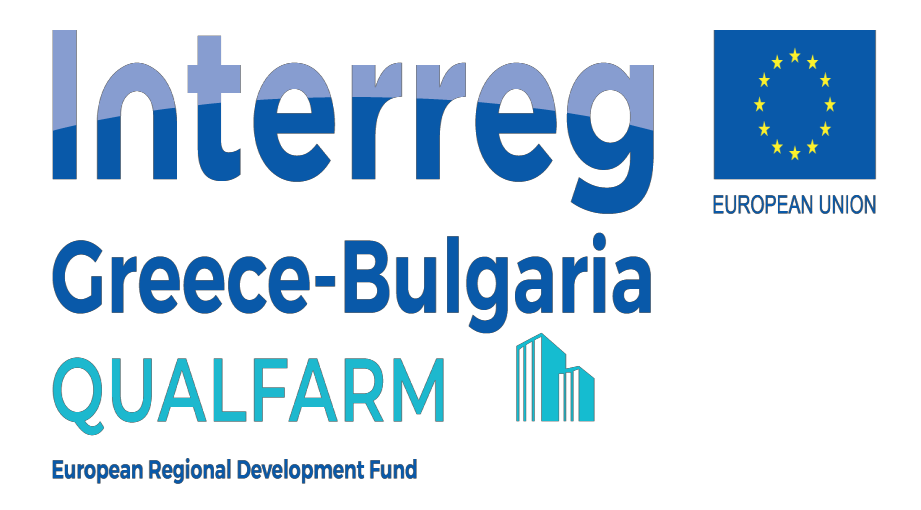 Interreg
EUROPEAN UNION
Greece-Bulgaria
QUALFARM
European Regional Development Fund